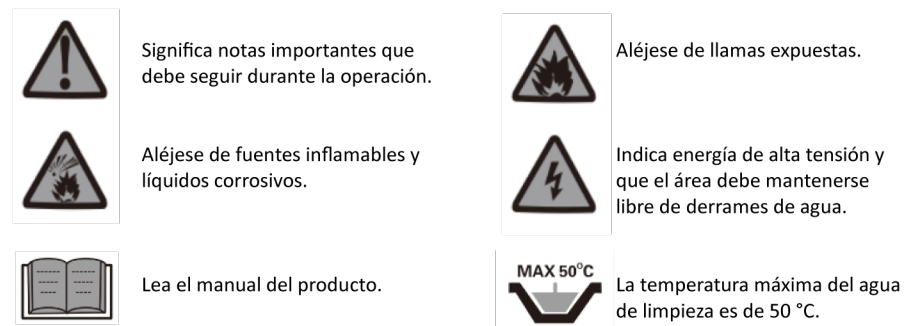 Significa notas importantes que
debe seguir durante la operación.
Aléjese de llamas expuestas.
Aléjese de fuentes inflamables y
líquidos corrosivos.
Indica energía de alta tensión y
que el área debe mantenerse
libre de derrames de agua.
Lea el manual del producto.
MAX 50°C
La temperatura máxima del agua
de limpieza es de 50 °C.